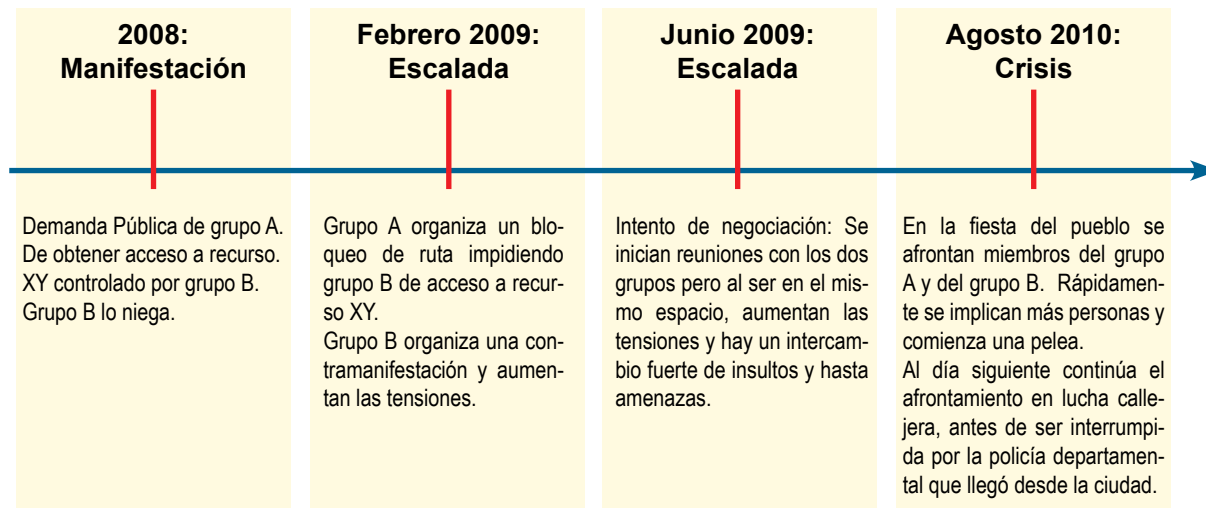 2008:
Manifestación
Febrero 2009:
Escalada
Junio 2009:
Escalada
Agosto 2010:
Crisis
Demanda Pública de grupo A.
De obtener acceso a recurso.
XY controlado por grupo B.
Grupo B lo niega.
Grupo A organiza un blo-
queo de ruta impidiendo
grupo B de acceso a recur-
so XY.
Grupo B organiza una con-
tramanifestación y aumen-
tan las tensiones.
Intento de negociación: Se
inician reuniones con los dos
grupos pero al ser en el mis-
mo espacio, aumentan las
tensiones y hay un intercam-
bio fuerte de insultos y hasta
amenazas.
En la fiesta del pueblo se
afrontan miembros del grupo
A y del grupo B. Rápidamen-
te se implican más personas y
comienza una pelea.
Al día siguiente continúa el
afrontamiento en lucha calle-
jera, antes de ser interrumpi-
da por la policía departamen-
tal que llegó desde la ciudad.